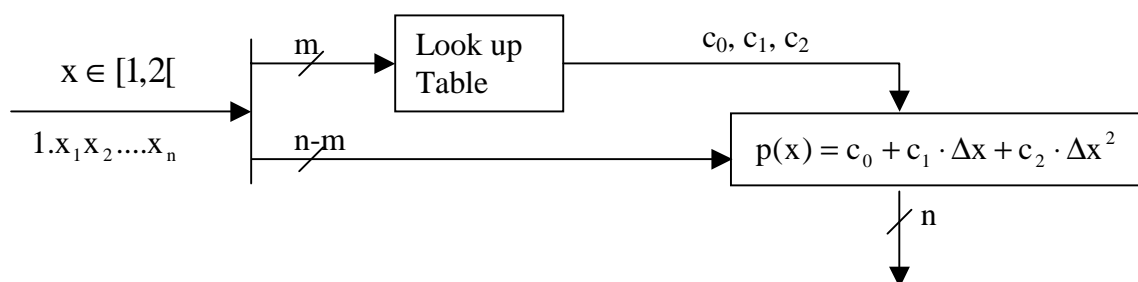 x ∈ [1,2[
1.x₁x₂....xₙ
m
Look up
Table
c₀, c₁, c₂
n-m
p(x) = c₀ + c₁ · Δx + c₂ · Δx²
n